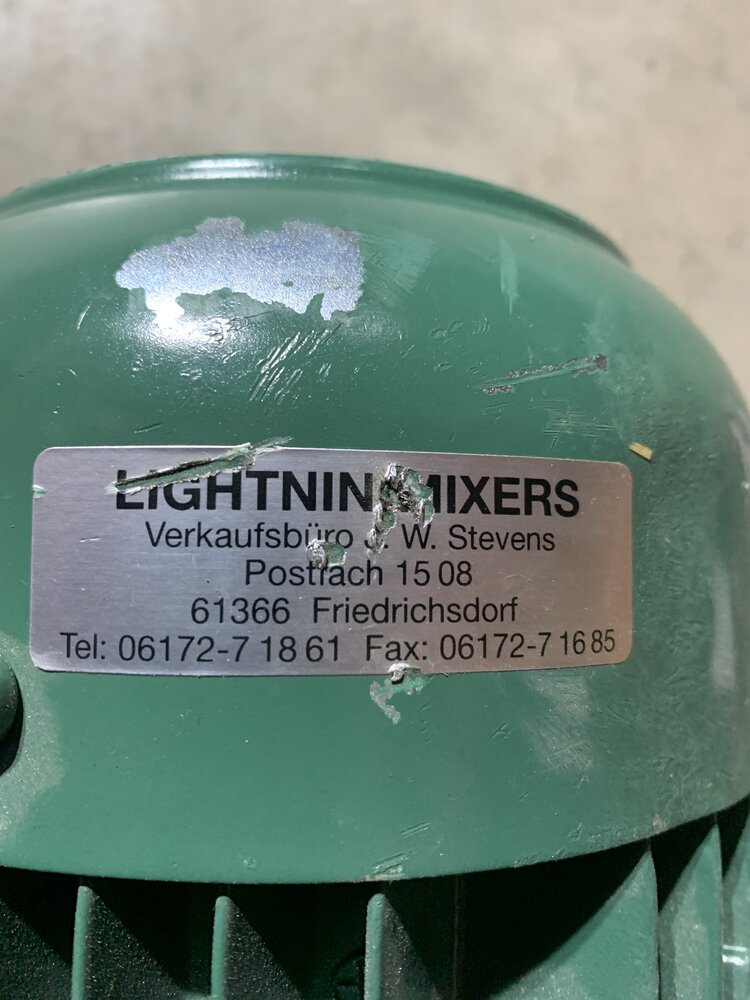 LIGHTNIN MIXERS
Verkaufsbüro W. Stevens
Postfach 15 08
61366 Friedrichsdorf
Tel: 06172-7 18 61 Fax: 06172-7 16 85